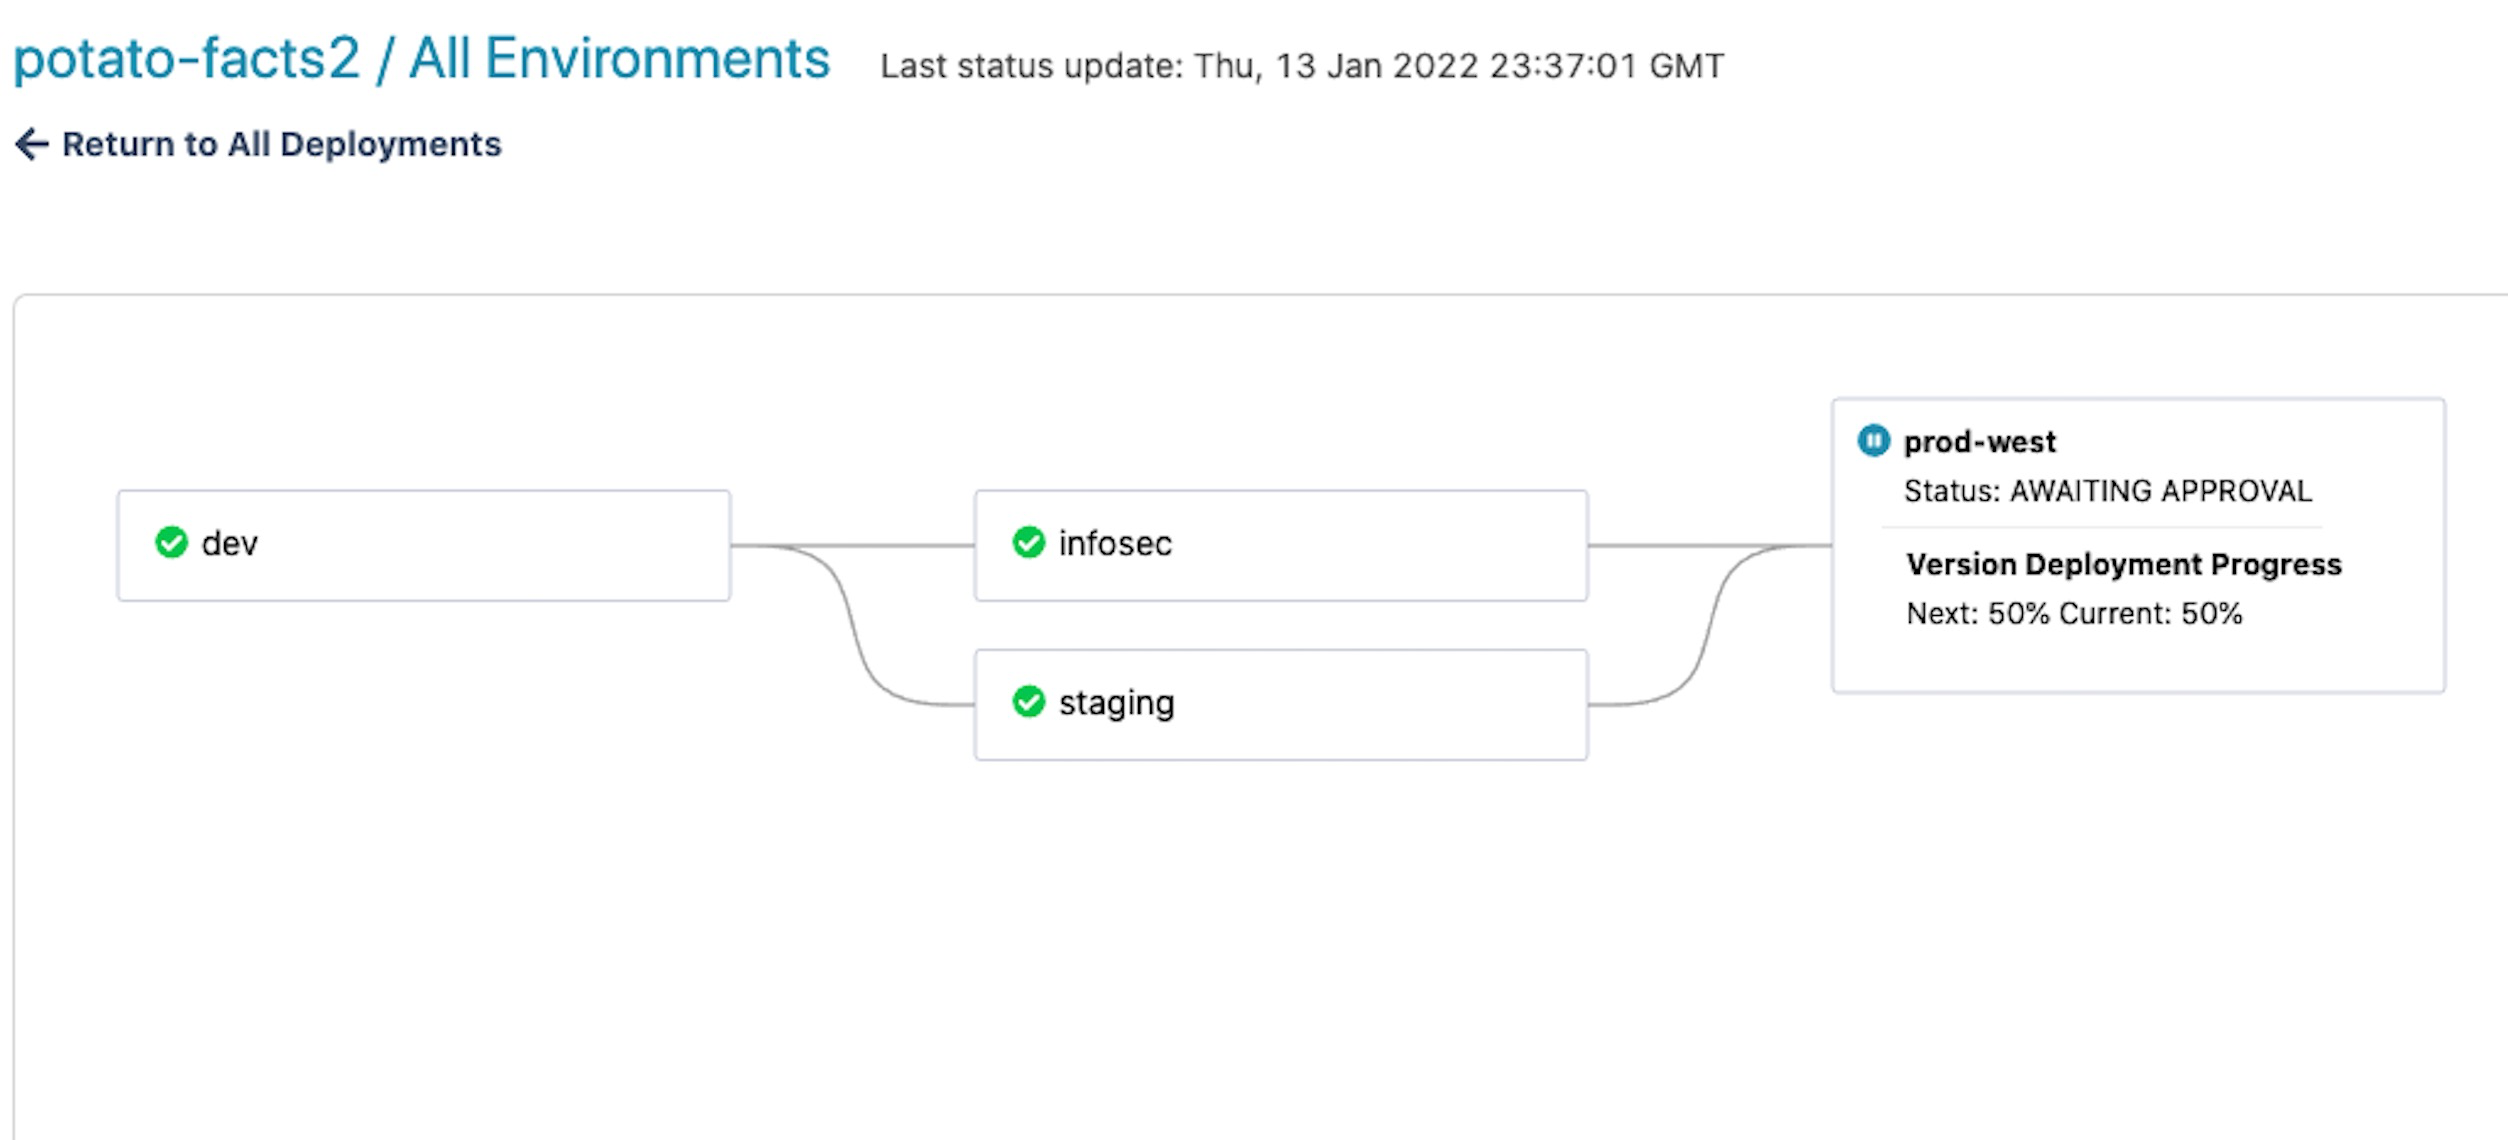 potato-facts2 / All Environments
Last status update: Thu, 13 Jan 2022 23:37:01 GMT
← Return to All Deployments
dev
infosec
staging
prod-west
Status: AWAITING APPROVAL
Version Deployment Progress
Next: 50% Current: 50%